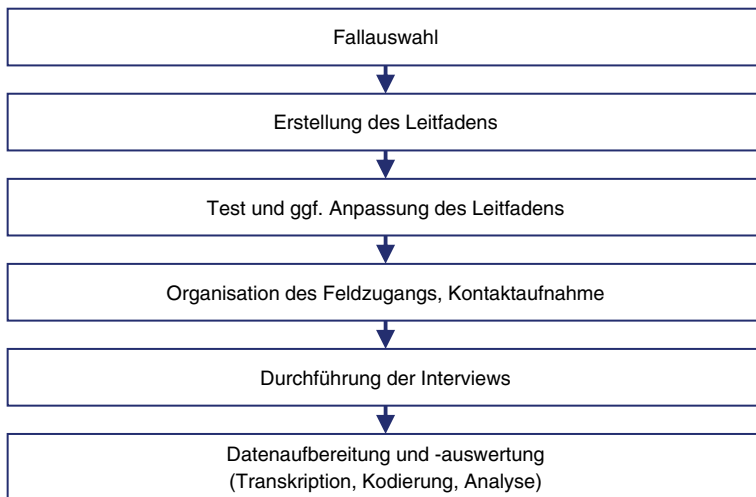 Fallauswahl
Erstellung des Leitfadens
Test und ggf. Anpassung des Leitfadens
Organisation des Feldzugangs, Kontaktaufnahme
Durchführung der Interviews
Datenaufbereitung und -auswertung
(Transkription, Kodierung, Analyse)